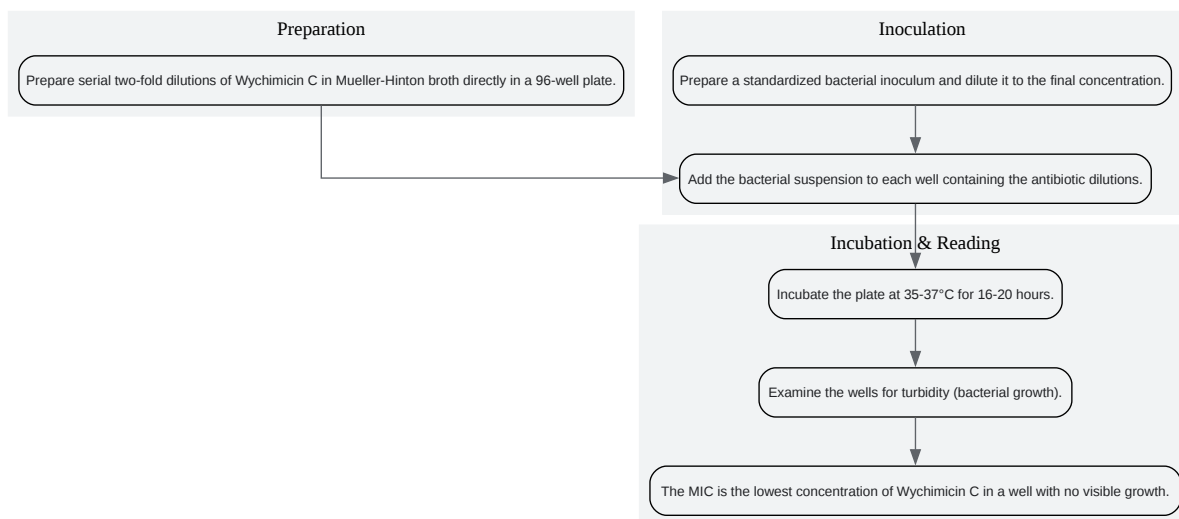 Preparation
Prepare serial two-fold dilutions of Wychimicin C in Mueller-Hinton broth directly in a 96-well plate.
Inoculation
Prepare a standardized bacterial inoculum and dilute it to the final concentration.
Add the bacterial suspension to each well containing the antibiotic dilutions.
Incubation & Reading
Incubate the plate at 35-37°C for 16-20 hours.
Examine the wells for turbidity (bacterial growth).
The MIC is the lowest concentration of Wychimicin C in a well with no visible growth.